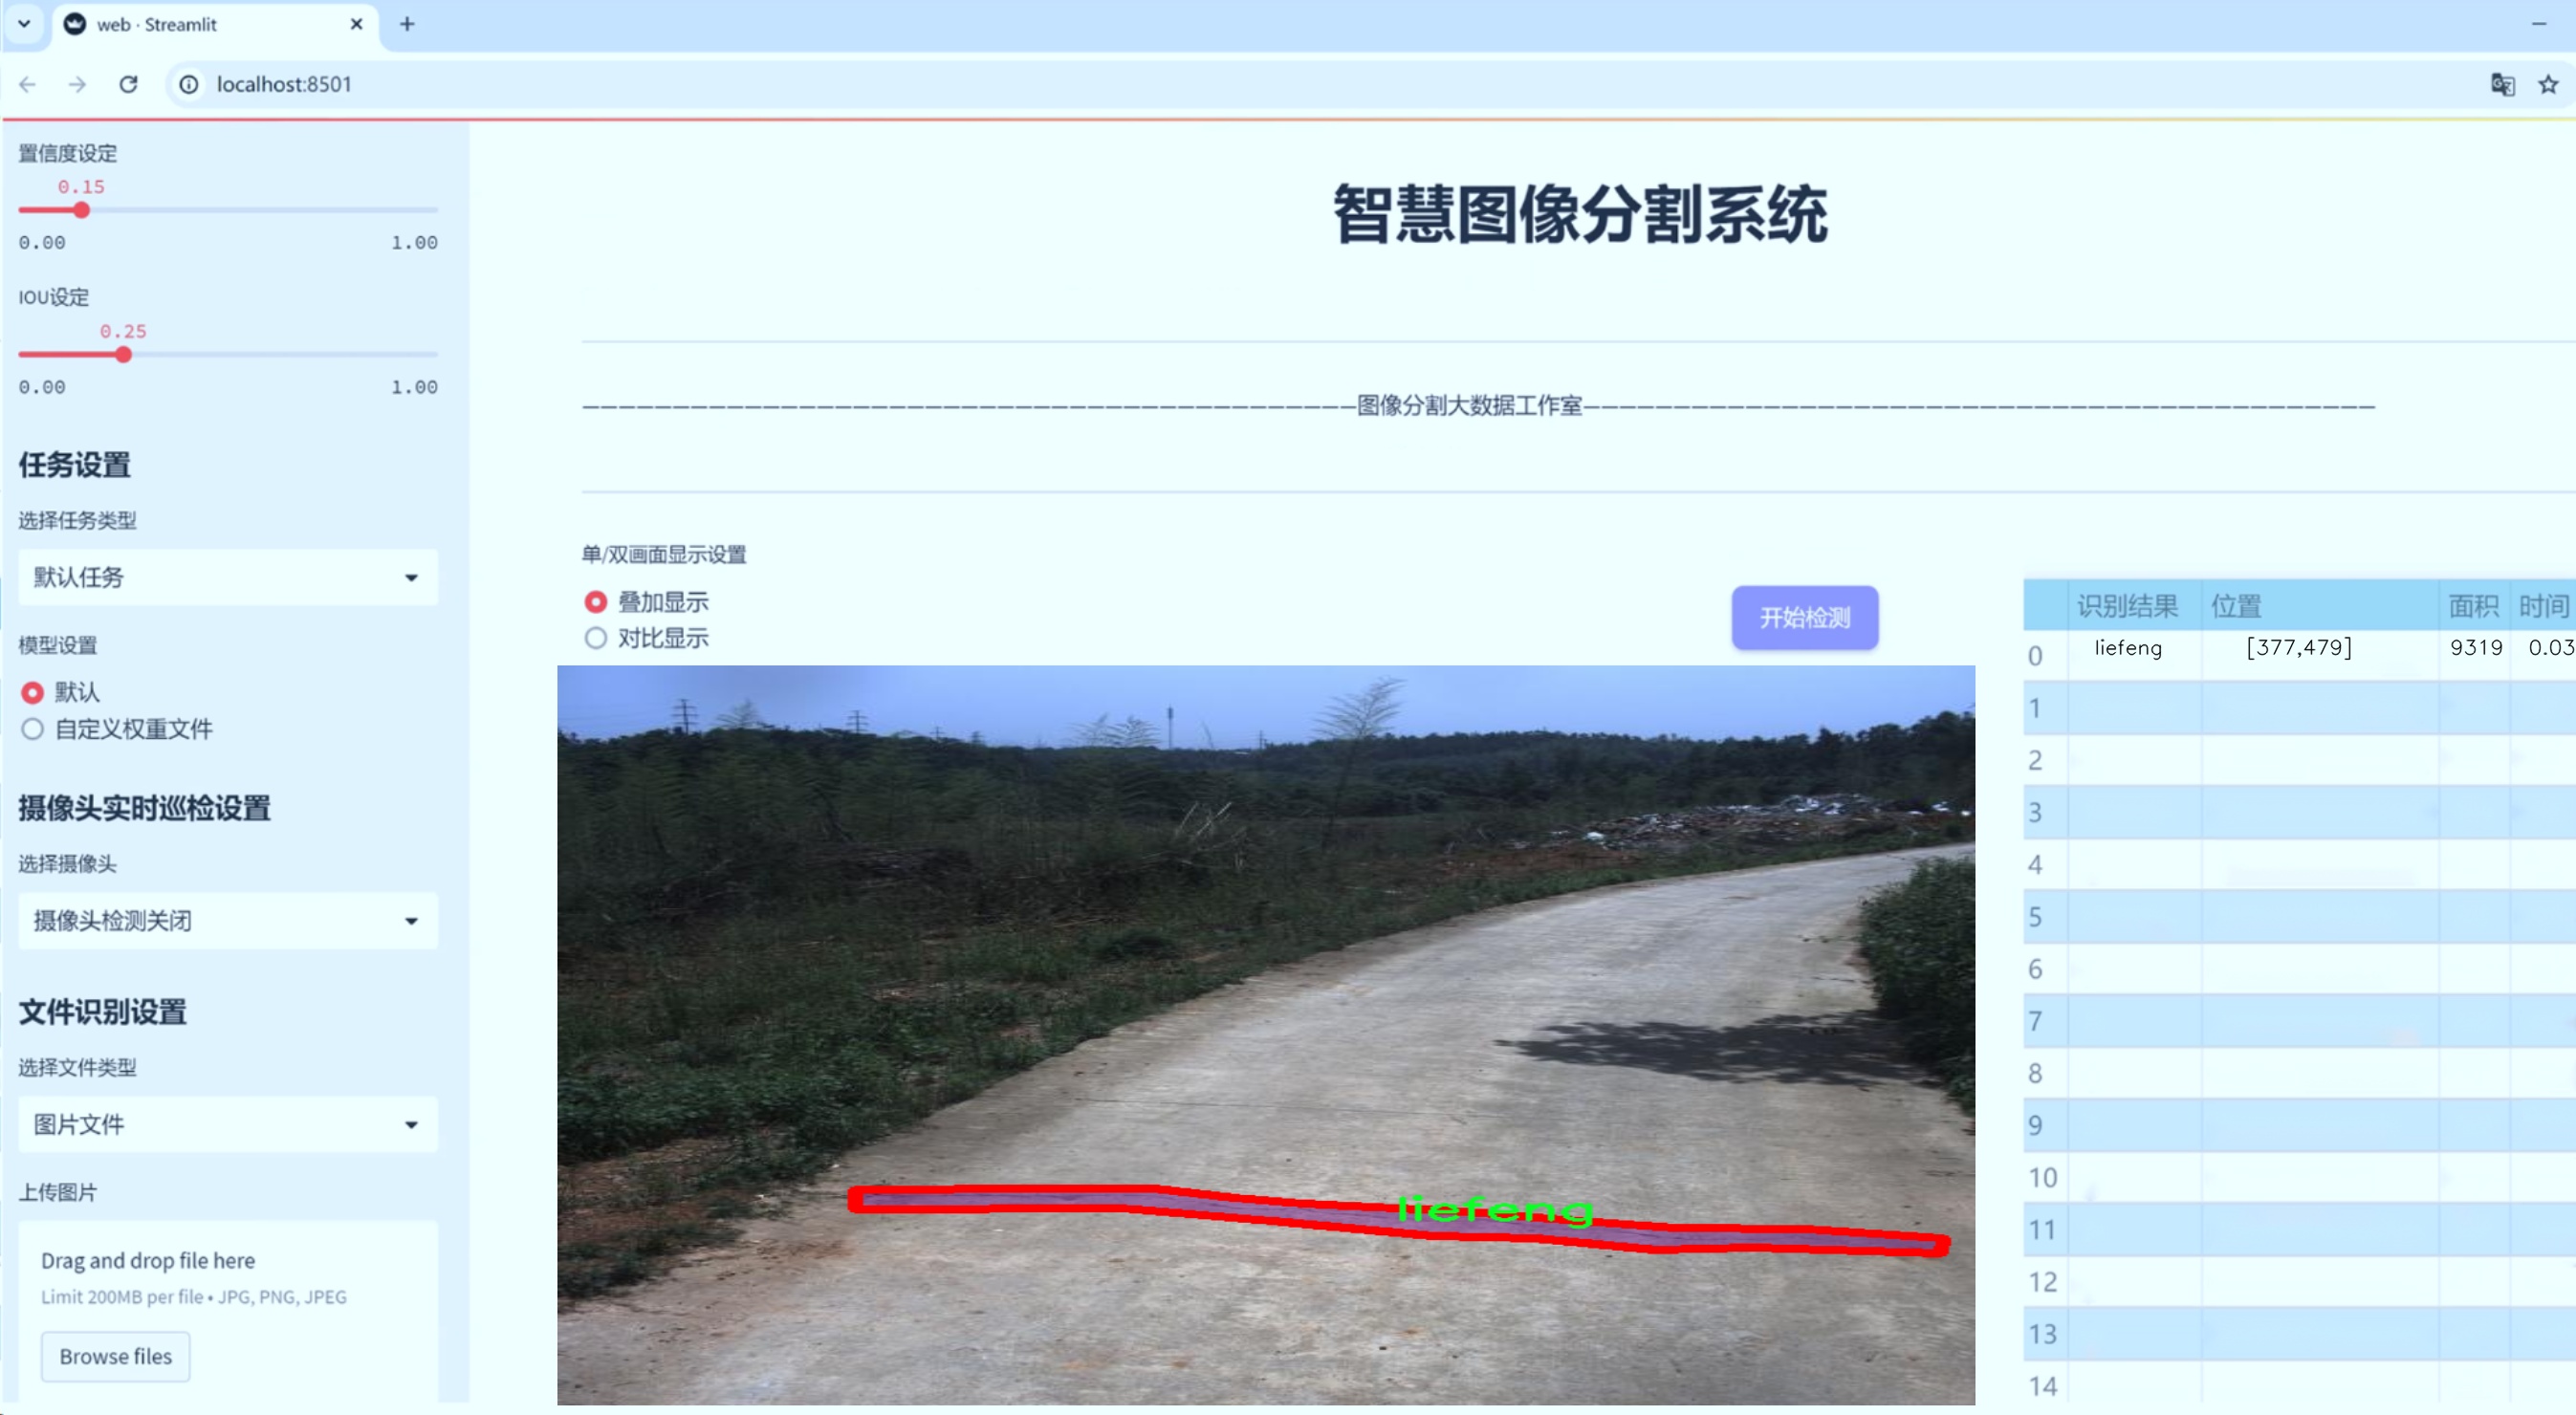 web · Streamlit
localhost:8501
置信度设定
0.15
0.00 1.00
IOU设定
0.25
0.00 1.00
任务设置
选择任务类型
默认任务
模型设置
默认
自定义权重文件
摄像头实时巡检设置
选择摄像头
摄像头检测关闭
文件识别设置
选择文件类型
图片文件
上传图片
Drag and drop file here
Limit 200MB per file • JPG, PNG, JPEG
Browse files
智慧图像分割系统
———————————————————————————————————————————图像分割大数据工作室————————————————————————————————————————————
单/双画面显示设置
叠加显示
对比显示
开始检测
liefeng
识别结果 位置 面积 时间
0 liefeng [377,479] 9319 0.03
1
2
3
4
5
6
7
8
9
10
11
12
13
14